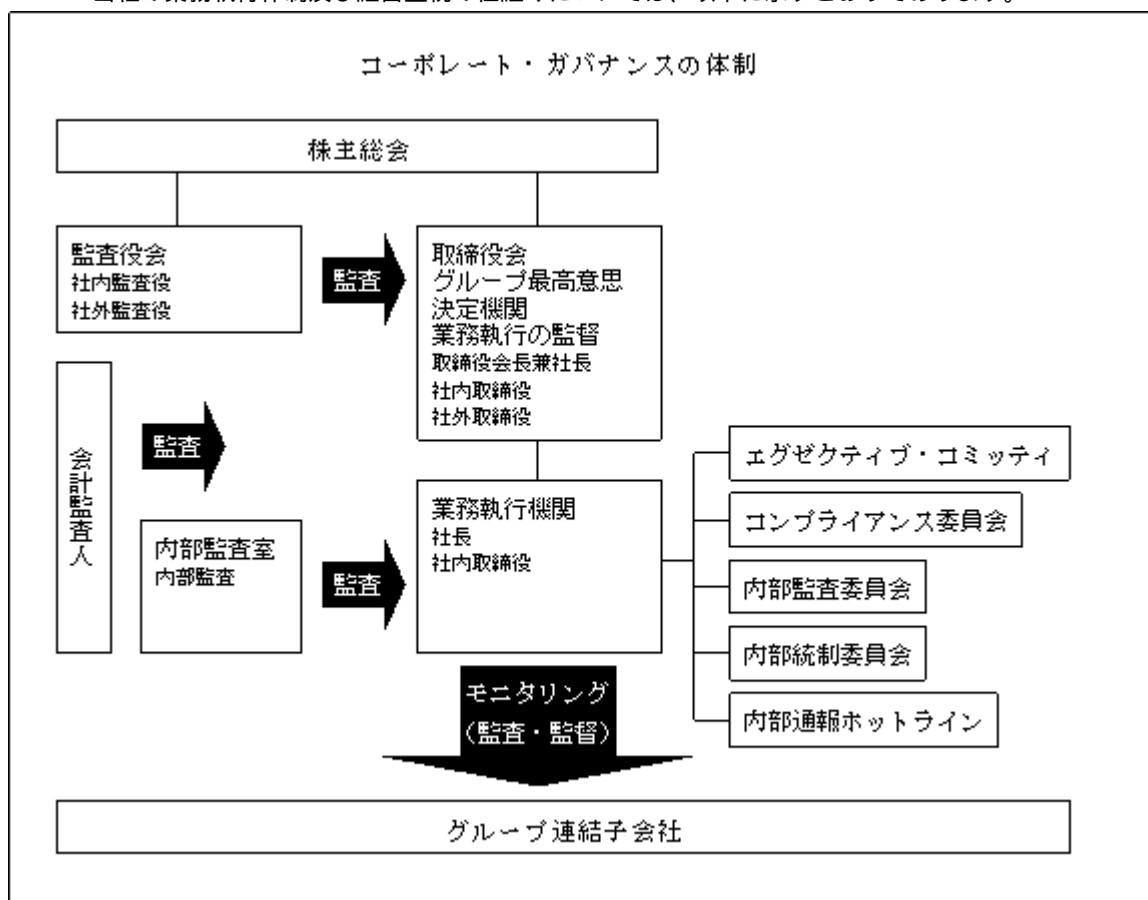 コーポレート・ガバナンスの体制
株主総会
監査役会
社内監査役
社外監査役
監査
取締役会
グループ最高意思
決定機関
業務執行の監督
取締役会長兼社長
社内取締役
社外取締役
会計監査人
監査
内部監査室
内部監査
監査
業務執行機関
社長
社内取締役
エグゼクティブ・コミッティ
コンプライアンス委員会
内部監査委員会
内部統制委員会
内部通報ホットライン
モニタリング
(監査・監督)
グループ連結子会社